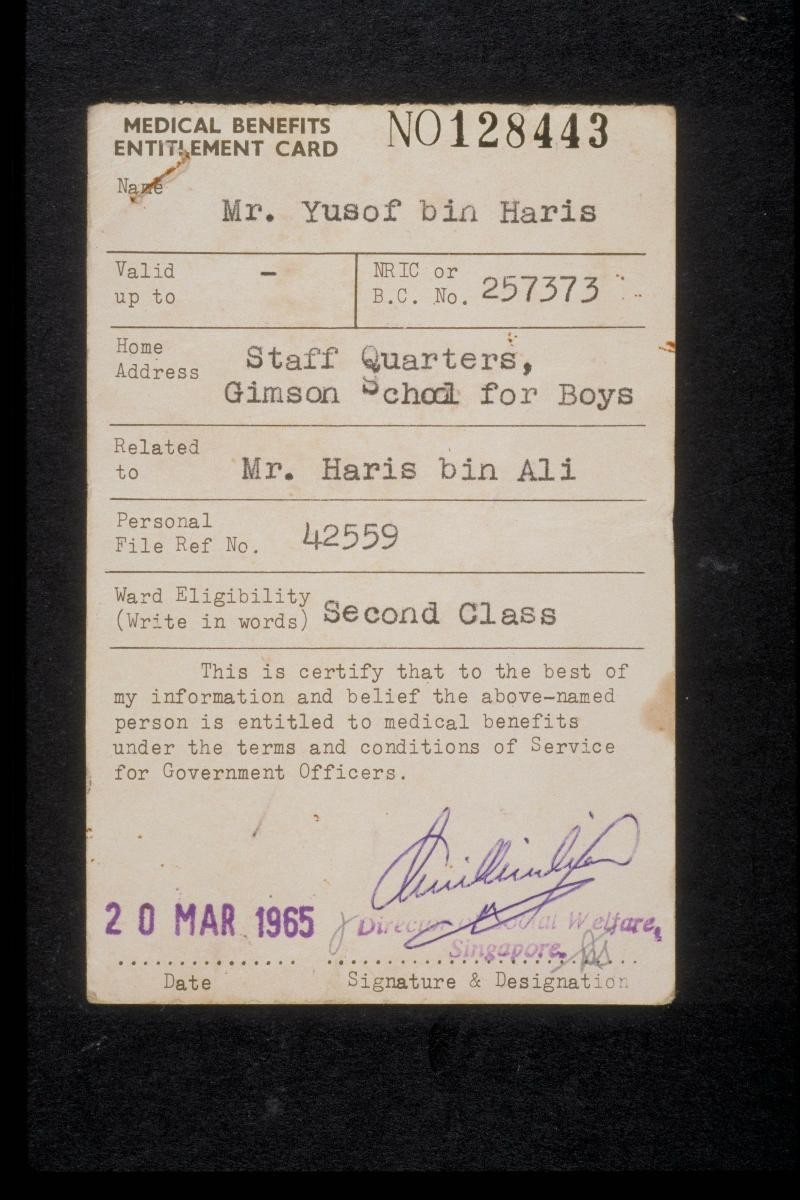 MEDICAL BENEFITS
ENTITLEMENT CARD
NO128443
Name
Mr. Yusof bin Haris
Valid
up to
-
NRIC or
B.C. No. 257373
Home
Address
Staff Quarters,
Gimson School for Boys
Related
to
Mr. Haris bin Ali
Personal
File Ref No. 42559
Ward Eligibility
(Write in words) Second Class
This is certify that to the best of
my information and belief the above-named
person is entitled to medical benefits
under the terms and conditions of Service
for Government Officers.
20 MAR 1965
Director of Social Welfare,
Singapore.
Date
Signature & Designation